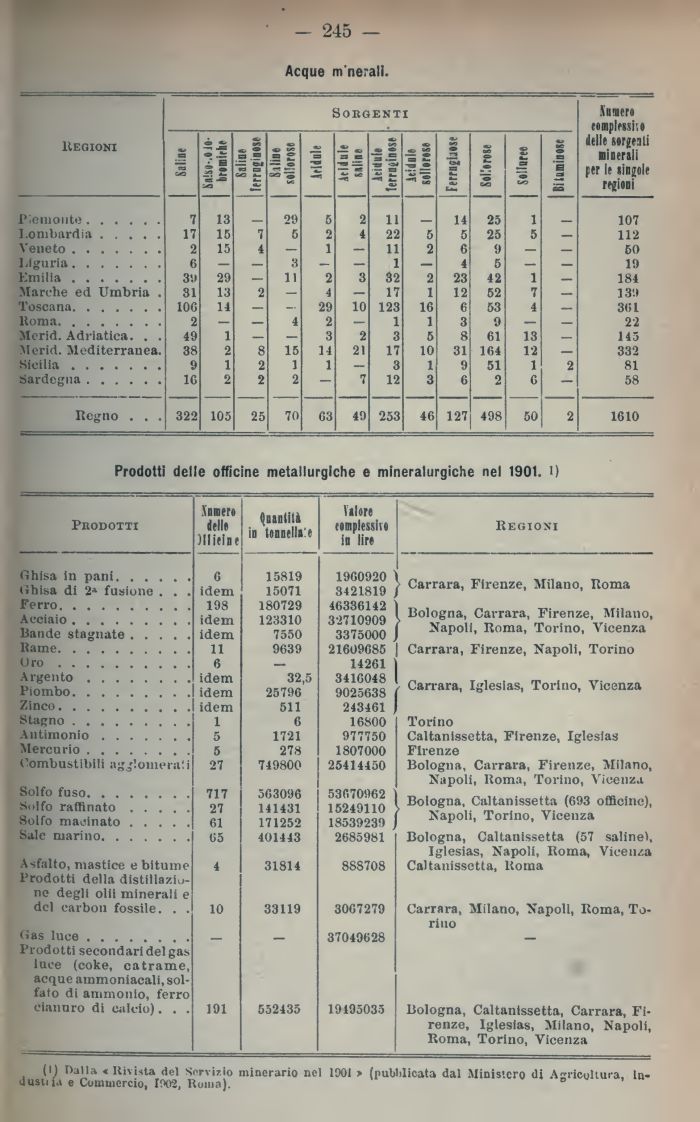 — 245 —
Acque m nerali.
REGIONI
SORGENTI
Numero complessivo delle sorgenti minerali per le singole regioni
Saline
Salso-jodo-bromiche
Saline ferruginose
Saline solforose
Acidule
Acidule saline
Acidule ferruginose
Acidule solforose
Ferruginose
Solforose
Solfuree
Bituminose
Piemonte . . . . . . 7 13 — 29 5 2 11 — 14 25 1 — 107
Lombardia . . . . . 17 15 7 5 2 4 22 5 5 25 5 — 112
Veneto . . . . . . . 2 15 4 — 1 — 11 2 6 9 — — 50
Liguria . . . . . . . 6 — — 3 — — 1 — 4 5 — — 19
Emilia . . . . . . . 39 29 — 11 2 3 32 2 23 42 1 — 184
Marche ed Umbria . 31 13 2 — 4 — 17 1 12 52 7 — 139
Toscana. . . . . . . 106 14 — — 29 10 123 16 6 53 4 — 361
Roma. . . . . . . . 2 — — 4 2 — 1 1 3 9 — — 22
Merid. Adriatica. . . 49 1 — — 3 2 3 5 8 61 13 — 145
Merid. Mediterranea. 38 2 8 15 14 21 17 10 31 164 12 — 332
Sicilia . . . . . . . 9 1 2 1 1 — 3 1 9 51 1 2 81
Sardegna . . . . . . 16 2 2 2 — 7 12 3 6 2 6 — 58
Regno . . . 322 105 25 70 63 49 253 46 127 498 50 2 1610
Prodotti delle officine metallurgiche e mineralurgiche nel 1901. 1)
PRODOTTI
Numero delle Officine
Quantità in tonnellate
Valore complessivo in lire
REGIONI
Ghisa in pani. . . . . . 6 15819 1960920
Ghisa di 2ª fusione . . . idem 15071 3421819
Carrara, Firenze, Milano, Roma
Ferro. . . . . . . . . . 198 180729 46336142
Acciaio . . . . . . . . . idem 123310 32710909
Bande stagnate . . . . . idem 7550 3375000
Bologna, Carrara, Firenze, Milano,
Napoli, Roma, Torino, Vicenza
Rame. . . . . . . . . . 11 9639 21609685 Carrara, Firenze, Napoli, Torino
Oro . . . . . . . . . . 6 — 14261
Argento . . . . . . . . idem 32,5 3416048
Piombo. . . . . . . . . idem 25796 9025638
Zinco. . . . . . . . . . idem 511 243461
Carrara, Iglesias, Torino, Vicenza
Stagno . . . . . . . . . 1 6 16800 Torino
Antimonio . . . . . . . 5 1721 977750 Caltanissetta, Firenze, Iglesias
Mercurio . . . . . . . . 5 278 1807000 Firenze
Combustibili agglomerati 27 749800 25414450 Bologna, Carrara, Firenze, Milano,
Napoli, Roma, Torino, Vicenza
Solfo fuso. . . . . . . . 717 563096 53670962
Solfo raffinato . . . . . 27 141431 15249110
Solfo macinato . . . . . 61 171252 18539239
Bologna, Caltanissetta (693 officine),
Napoli, Torino, Vicenza
Sale marino. . . . . . . 65 401443 2685981 Bologna, Caltanissetta (57 saline),
Iglesias, Napoli, Roma, Vicenza
Asfalto, mastice e bitume 4 31814 888708 Caltanissetta, Roma
Prodotti della distillazio-
ne degli olii minerali e
del carbon fossile. . . 10 33119 3067279 Carrara, Milano, Napoli, Roma, To-
rino
Gas luce . . . . . . . . — — 37049628 —
Prodotti secondari del gas
luce (coke, catrame,
acque ammoniacali, sol-
fato di ammonio, ferro
cianuro di calcio) . . . 191 552435 19495035 Bologna, Caltanissetta, Carrara, Fi-
renze, Iglesias, Milano, Napoli,
Roma, Torino, Vicenza
(1) Dalla « Rivista del Servizio minerario nel 1901 » (pubblicata dal Ministero di Agricoltura, In-
dustria e Commercio, 1902, Roma).